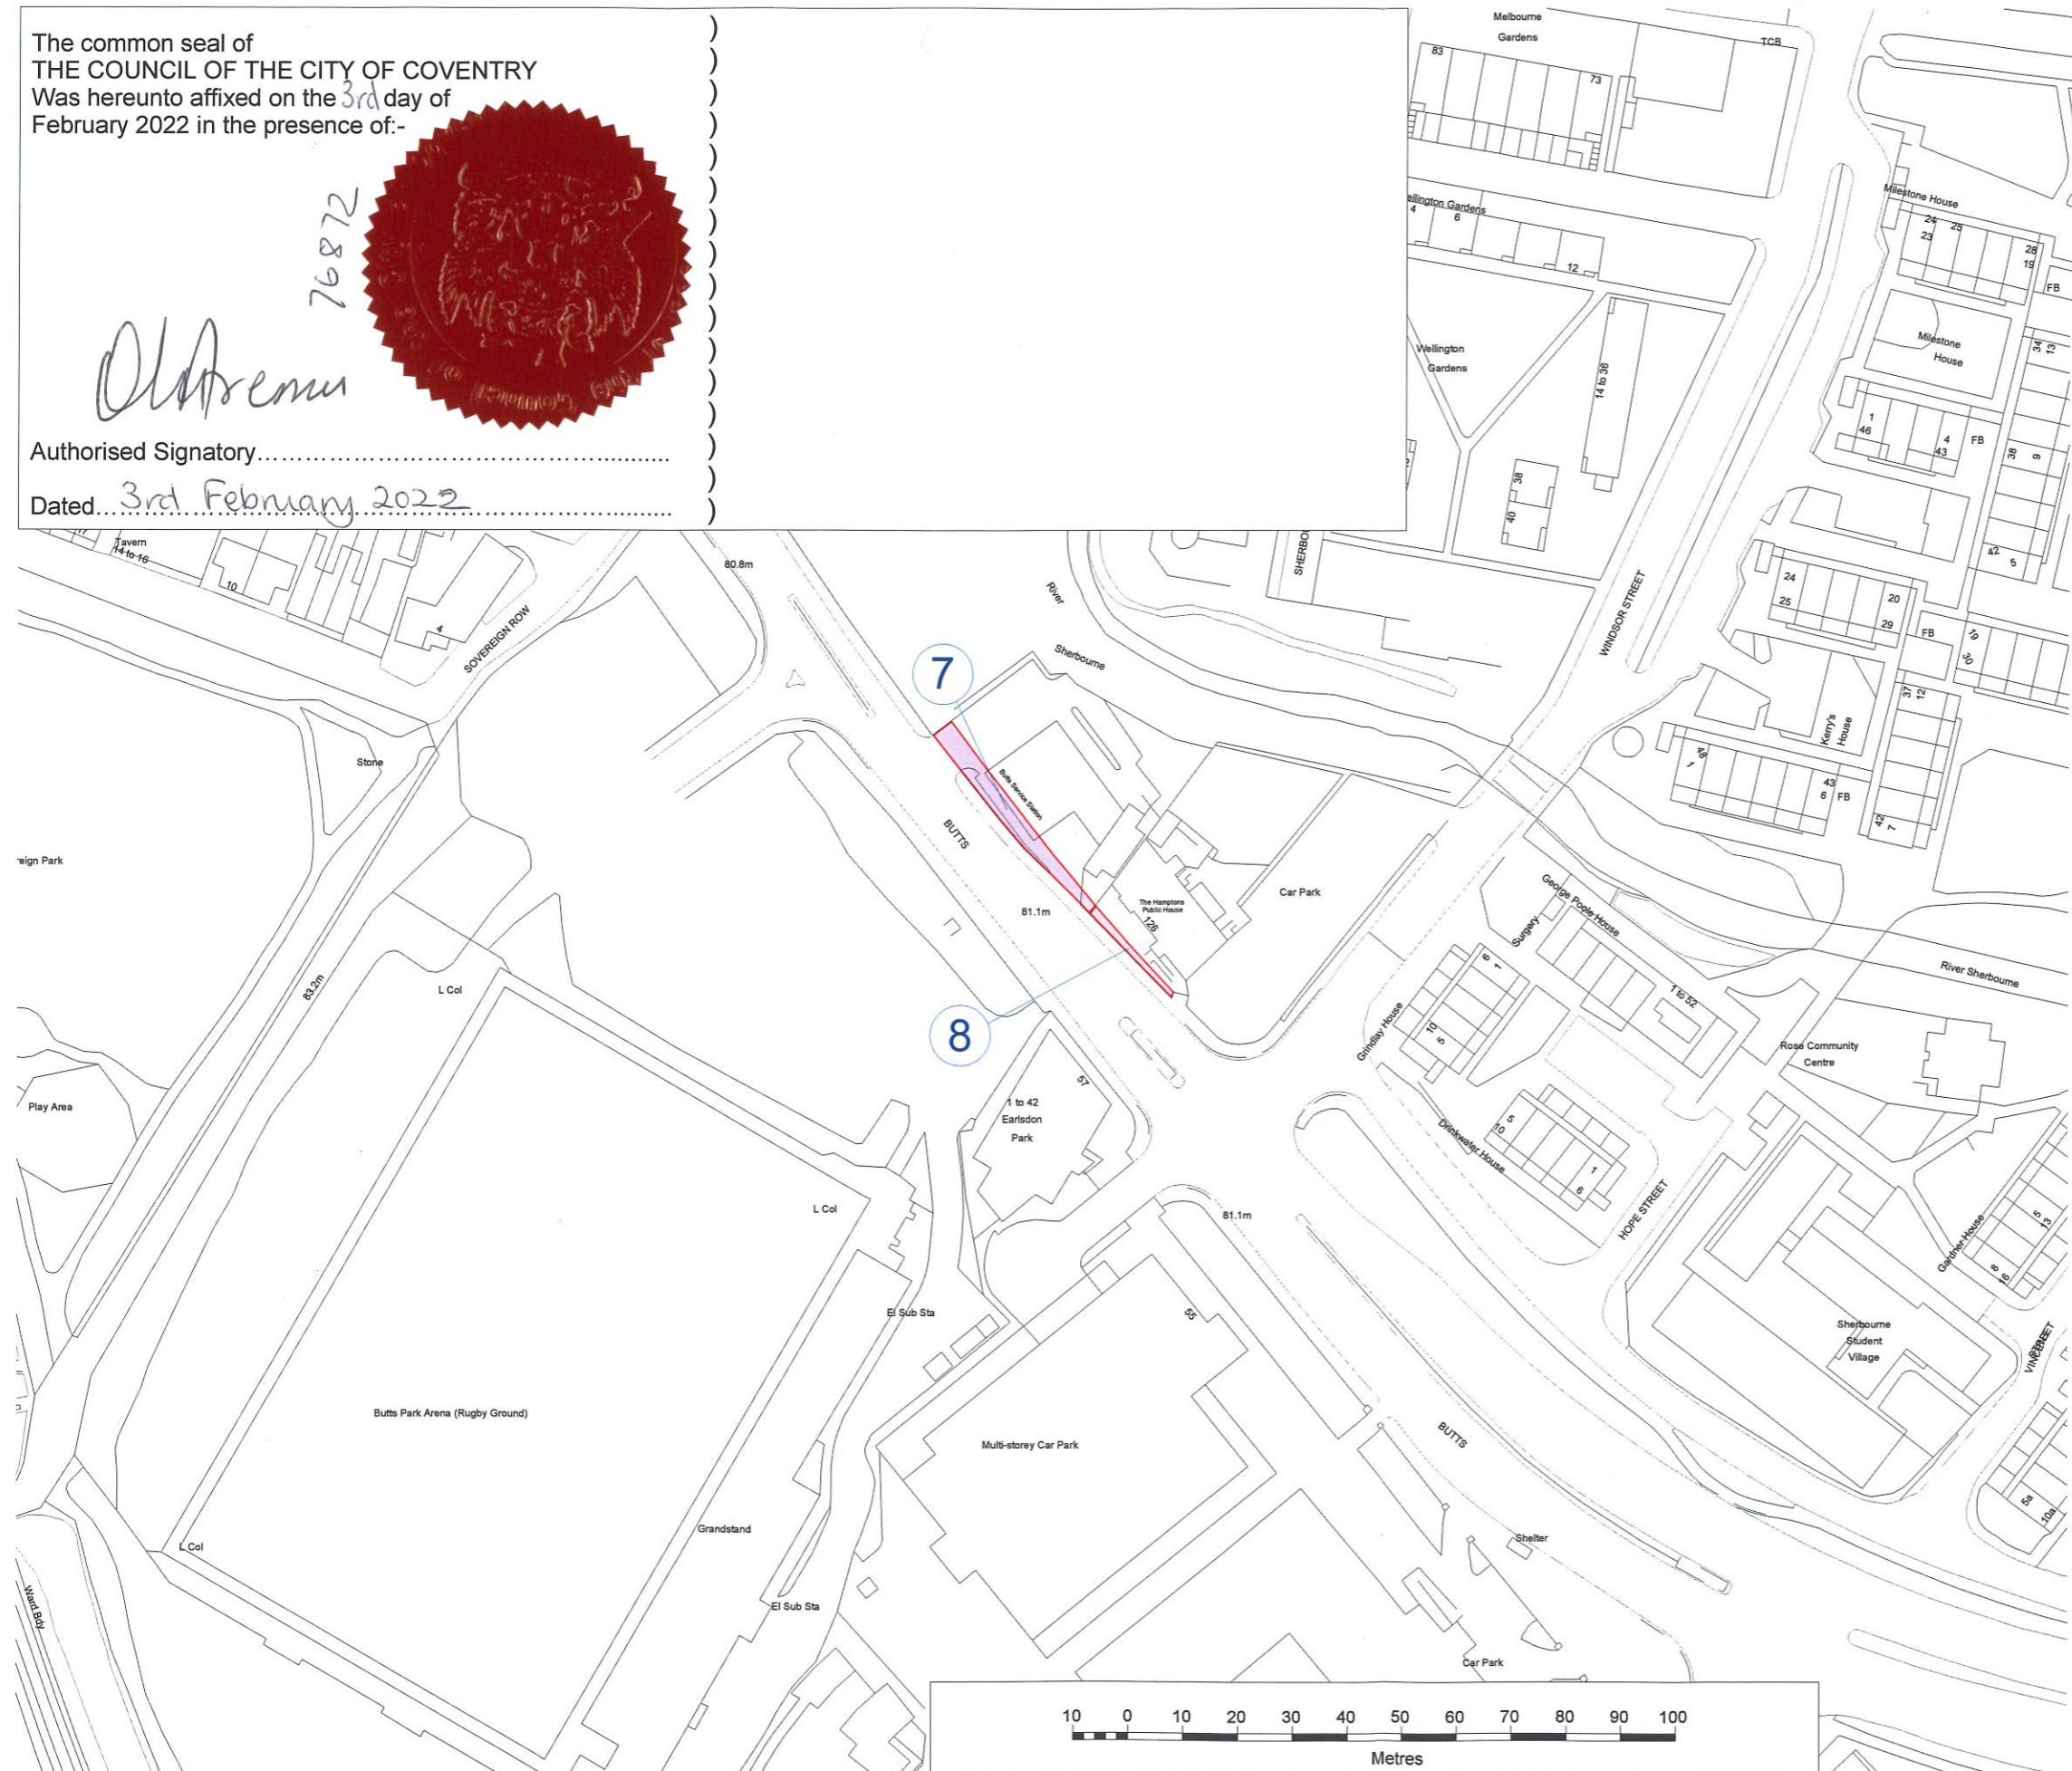 The common seal of
THE COUNCIL OF THE CITY OF COVENTRY
Was hereunto affixed on the 3rd day of
February 2022 in the presence of:-
76872
Authorised Signatory
Dated 3rd February 2022
Melbourne
Gardens
TCB
83
73
ellington Gardens
4
6
12
Milestone House
24
25
23
28
19
FB
Milestone
House
34
13
Wellington
Gardens
14 to 36
1
46
4
43
FB
38
9
38
40
42
5
Tavern
14 to 16
10
4
SOVEREIGN ROW
80.8m
River
Sherbourne
SHERBO
WINDSOR STREET
24
25
20
29
FB
19
30
37
12
Kerry's
House
48
1
43
6
FB
42
7
7
Stone
Butts Service Station
BUTTS
reign Park
81.1m
The Hamptons
Public House
126
Car Park
George Poole House
Surgery
6
1
10
5
1 to 52
River Sherbourne
83.2m
L Col
8
Grindlay House
Rose Community
Centre
57
1 to 42
Earlsdon
Park
Play Area
5
10
Drinkwater House
1
6
HOPE STREET
L Col
81.1m
Gardner House
5
13
8
16
El Sub Sta
55
Sherbourne
Student
Village
VINCENT
Butts Park Arena (Rugby Ground)
Multi-storey Car Park
BUTTS
5a
10a
Grandstand
Shelter
L Col
Ward Bdy
El Sub Sta
Car Park
10 0 10 20 30 40 50 60 70 80 90 100
Metres